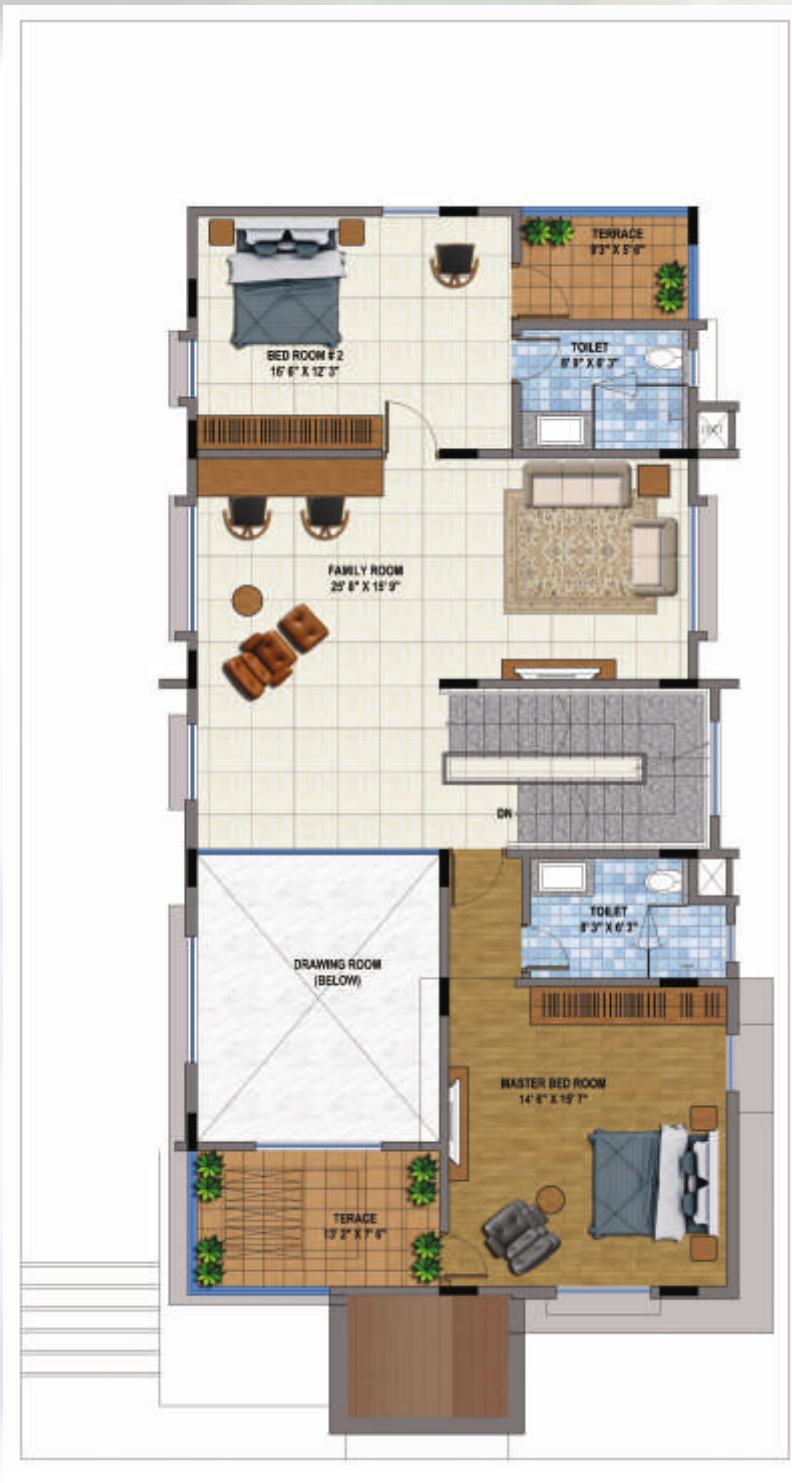 TERRACE
9'3" X 5'6"
TOILET
8' 9" X 6' 3"
BED ROOM # 2
16' 6" X 12' 3"
FAMILY ROOM
25' 8" X 15' 9"
DN
TOILET
8' 3" X 6' 3"
DRAWING ROOM
(BELOW)
MASTER BED ROOM
14' 6" X 15' 7"
TERACE
13' 2" X 7' 6"